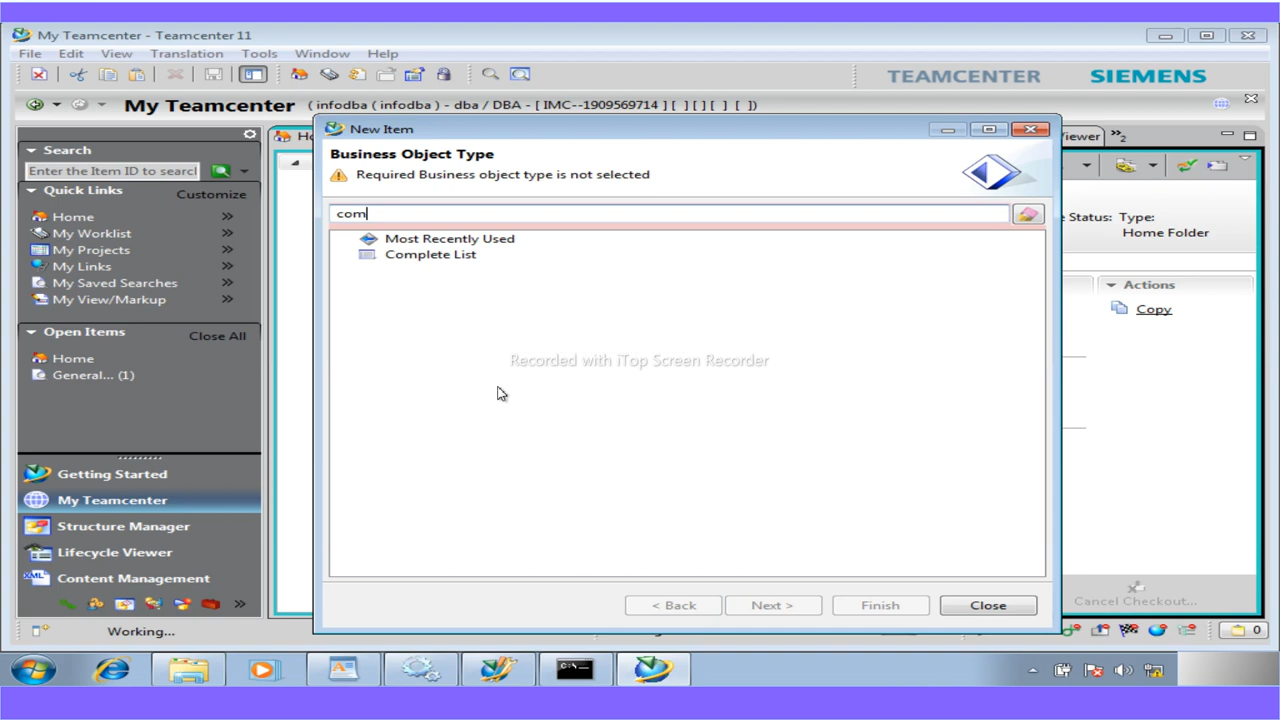 My Teamcenter - Teamcenter 11
File Edit View Translation Tools Window Help
TEAMCENTER SIEMENS
My Teamcenter ( infodba ( infodba ) - dba / DBA - [ IMC--1909569714 ] [ ] [ ] [ ] [ ] )
Search
Enter the Item ID to search
Quick Links Customize
Home
My Worklist
My Projects
My Links
My Saved Searches
My View/Markup
Open Items Close All
Home
General... (1)
Getting Started
My Teamcenter
Structure Manager
Lifecycle Viewer
Content Management
Working...
New Item
Business Object Type
Required Business object type is not selected
com
Most Recently Used
Complete List
Recorded with iTop Screen Recorder
< Back Next > Finish Close
Status: Type:
Home Folder
Actions
Copy
Cancel Checkout...
0